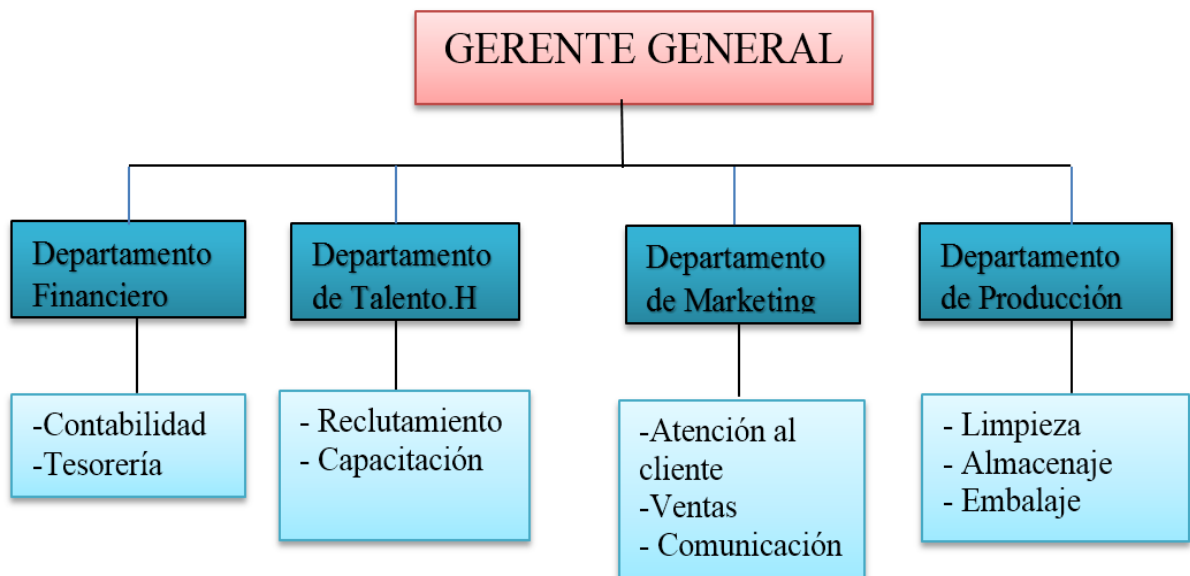 GERENTE GENERAL
Departamento
Financiero
Departamento
de Talento.H
Departamento
de Marketing
Departamento
de Producción
-Contabilidad
-Tesorería
- Reclutamiento
- Capacitación
-Atención al
cliente
-Ventas
- Comunicación
- Limpieza
- Almacenaje
- Embalaje